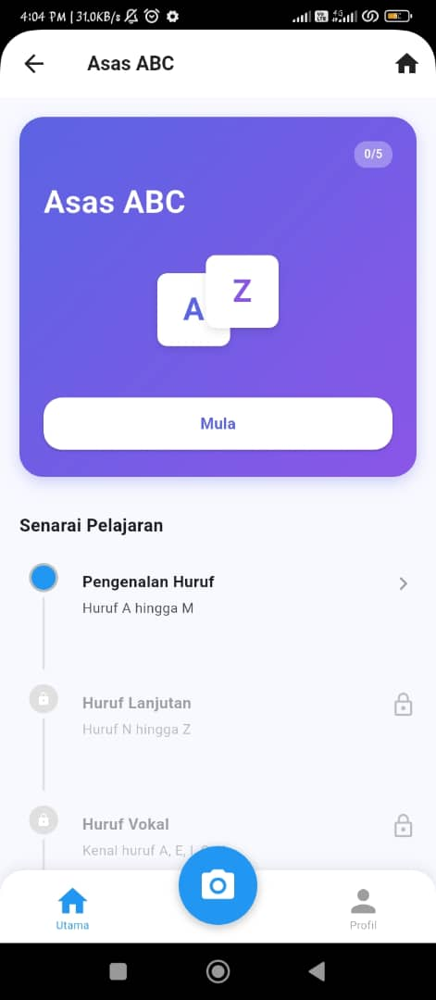 4:04 PM | 31.0KB/s
Asas ABC
0/5
Asas ABC
A
Z
Mula
Senarai Pelajaran
Pengenalan Huruf
Huruf A hingga M
Huruf Lanjutan
Huruf N hingga Z
Huruf Vokal
Kenal huruf A, E, I,
Utama
Profil